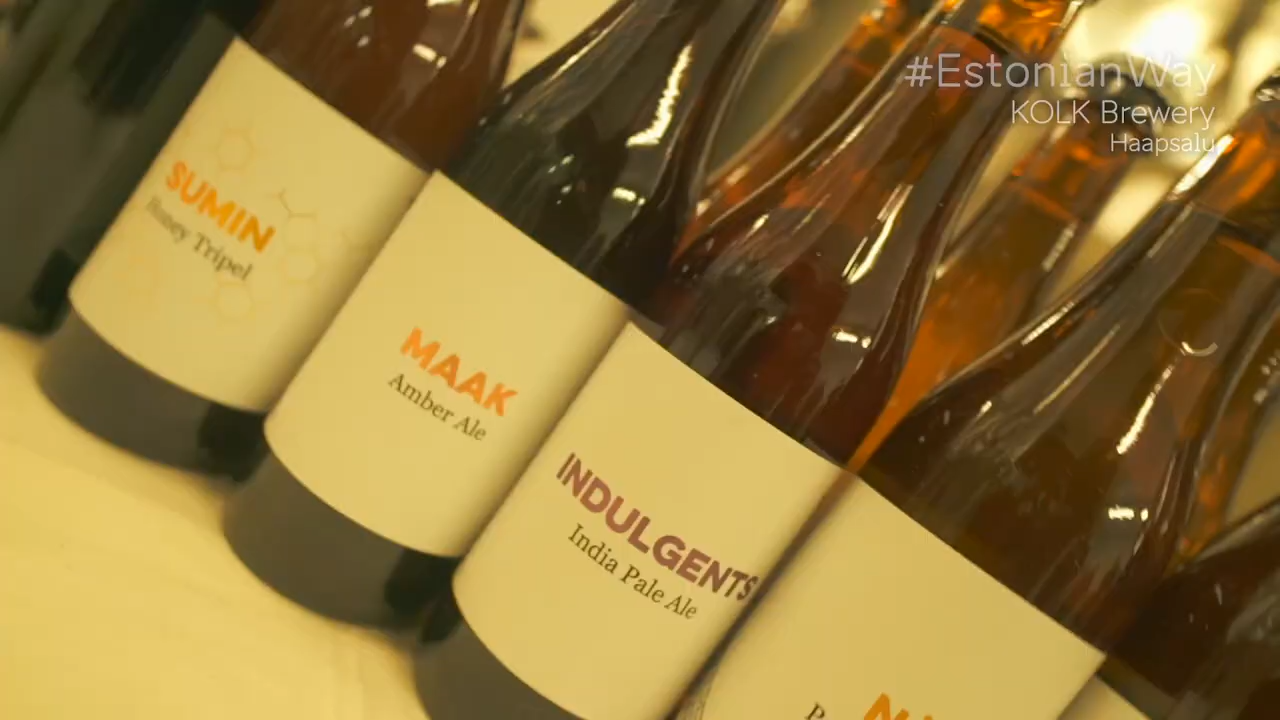 #EstonianWay
KOLK Brewery
Haapsalu
SUMIN
Honey Tripel
MAAK
Amber Ale
INDULGENTS
India Pale Ale